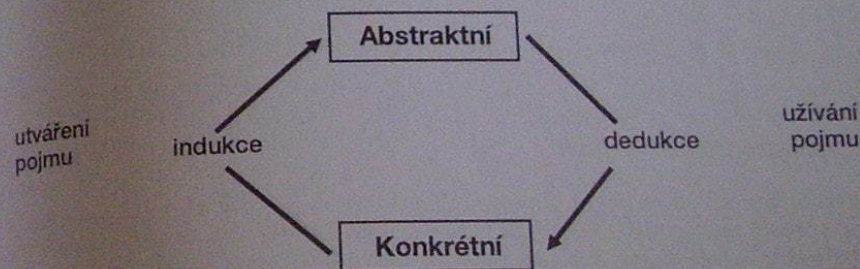 Abstraktní
utváření
pojmu
indukce
dedukce
užívání
pojmu
Konkrétní